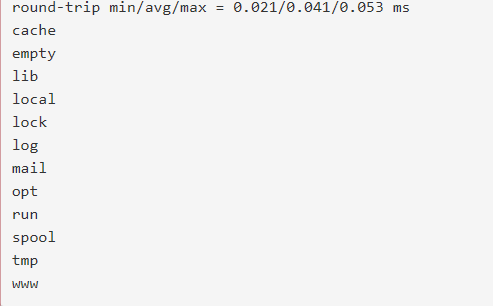 round-trip min/avg/max = 0.021/0.041/0.053 ms
cache
empty
lib
local
lock
log
mail
opt
run
spool
tmp
www